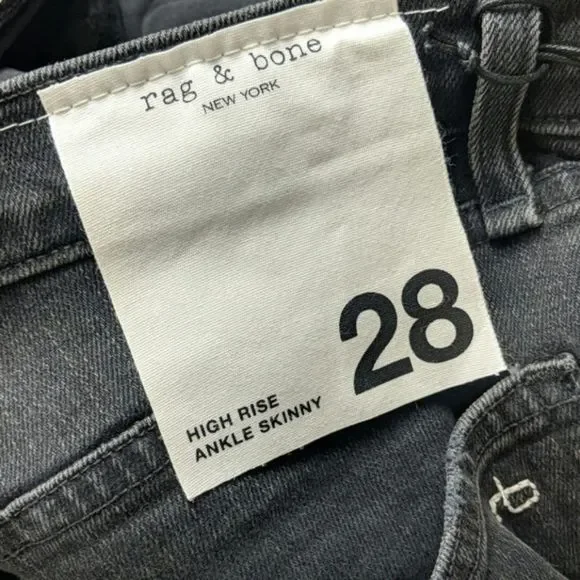 rag & bone
NEW YORK
28
HIGH RISE
ANKLE SKINNY